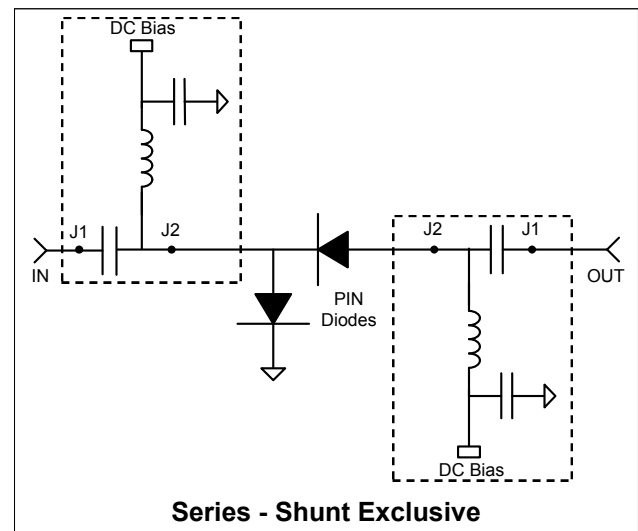 DC Bias
J1
J2
IN
PIN
Diodes
J2
J1
OUT
DC Bias
Series - Shunt Exclusive